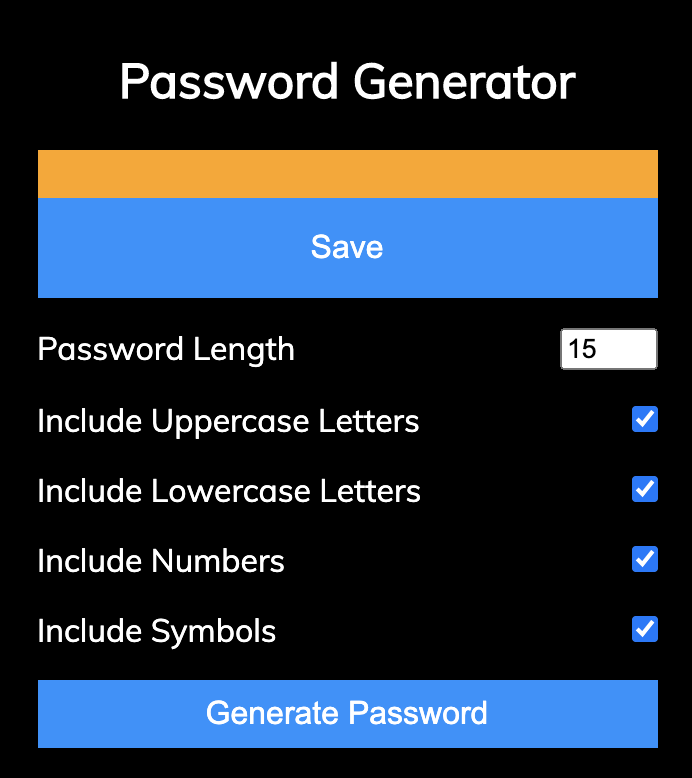 Password Generator
Save
Password Length 15
Include Uppercase Letters
Include Lowercase Letters
Include Numbers
Include Symbols
Generate Password